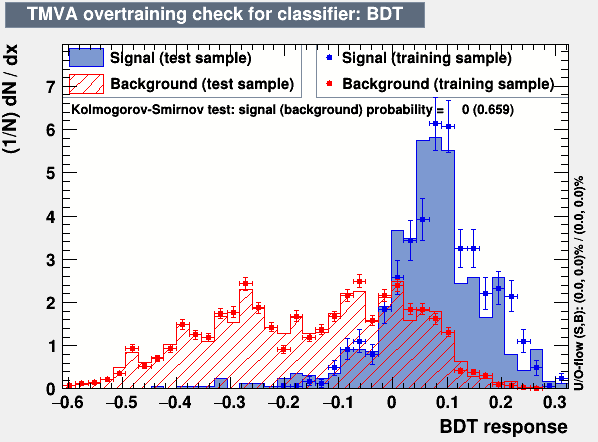 TMVA overtraining check for classifier: BDT
(1/N) dN / dx
Signal (test sample)
Signal (training sample)
Background (test sample)
Background (training sample)
Kolmogorov-Smirnov test: signal (background) probability = 0 (0.659)
7
6
5
4
3
2
1
0
−0.6 −0.5 −0.4 −0.3 −0.2 −0.1 0 0.1 0.2 0.3
BDT response
U/O-flow (S,B): (0.0, 0.0)% / (0.0, 0.0)%